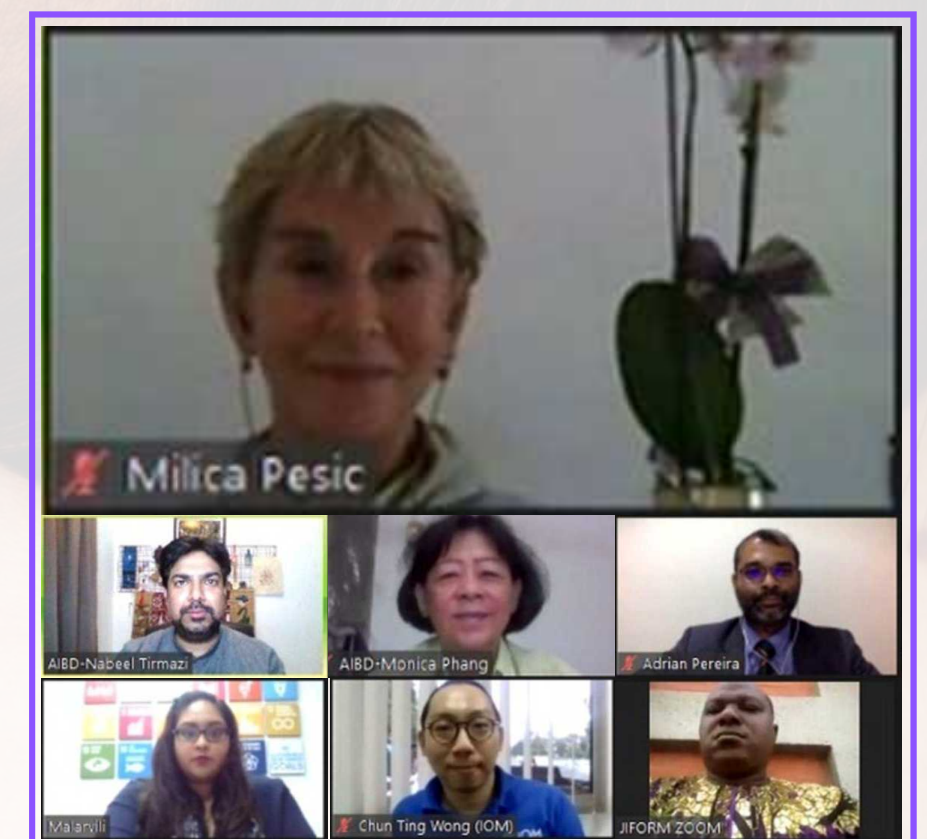 Milica Pesic
AIBD-Nabeel Tirmazi
AIBD-Monica Phang
Adrian Pereira
Malarvili
Chun Ting Wong (IOM)
JIFORM ZOOM